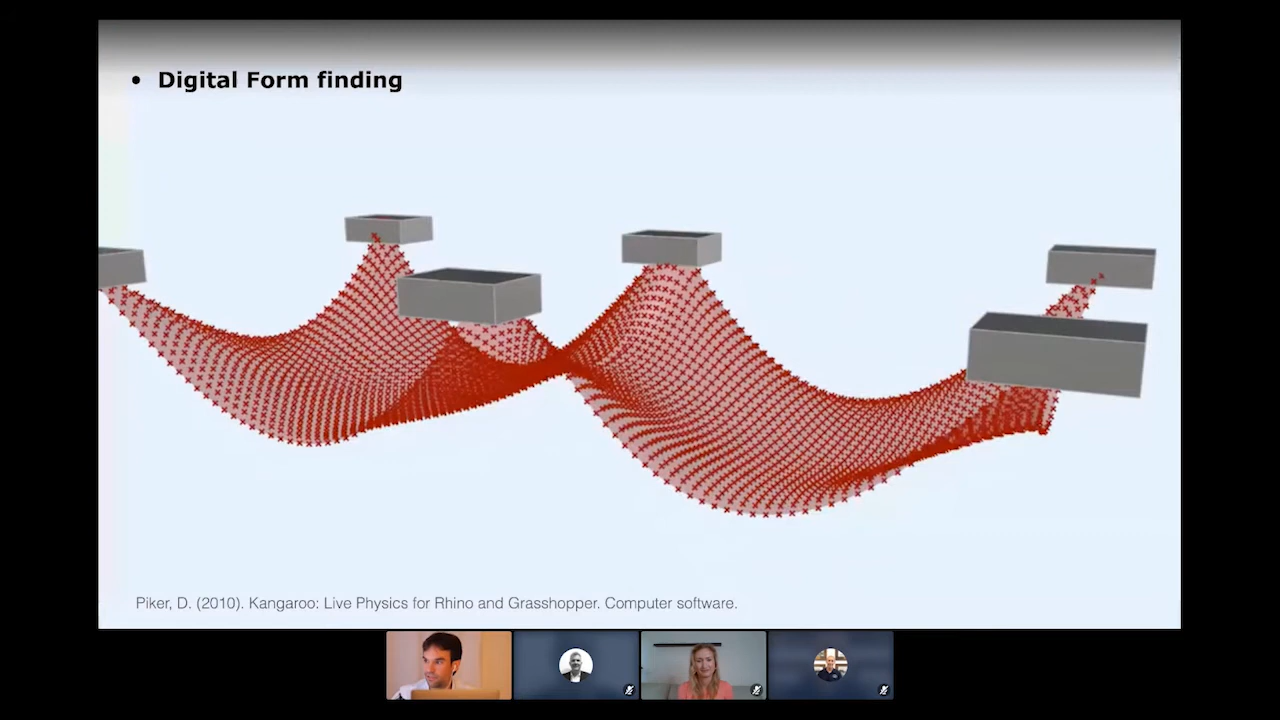 • Digital Form finding
Piker, D. (2010). Kangaroo: Live Physics for Rhino and Grasshopper. Computer software.